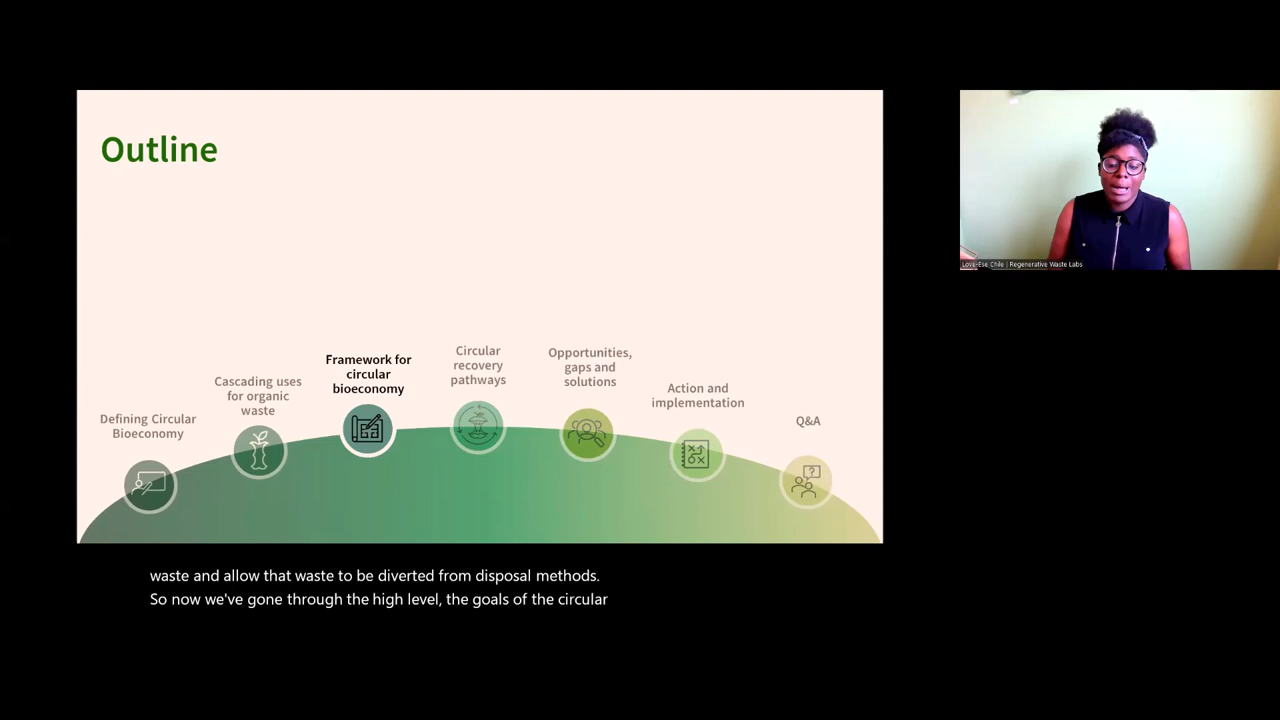 Outline
Defining Circular
Bioeconomy
Cascading uses
for organic
waste
Framework for
circular
bioeconomy
Circular
recovery
pathways
Opportunities,
gaps and
solutions
Action and
implementation
Q&A
?
Love-Ese Chile | Regenerative Waste Labs
waste and allow that waste to be diverted from disposal methods.
So now we've gone through the high level, the goals of the circular